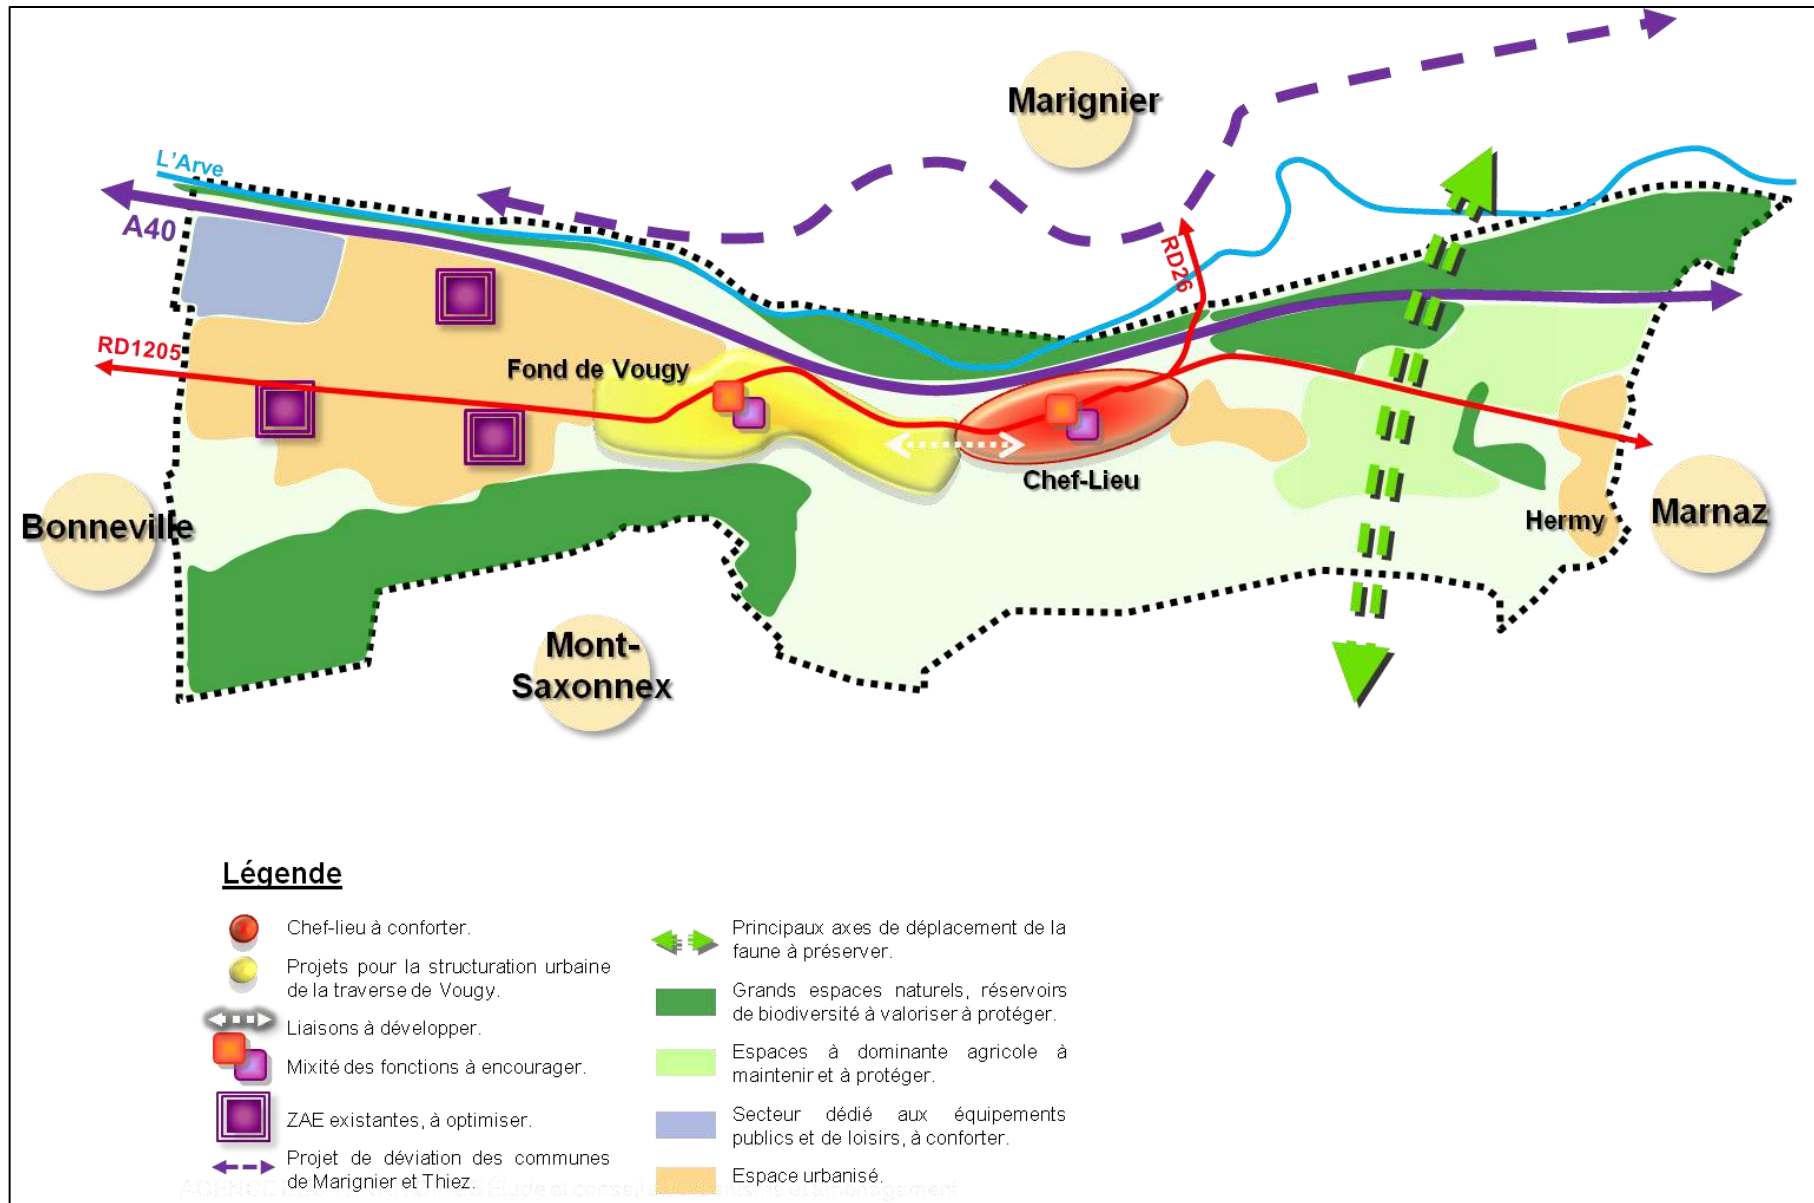 Marignier
L'Arve
A40
RD26
RD1205
Fond de Vougy
Chef-Lieu
Bonneville
Hermy
Marnaz
Mont-
Saxonnex
Légende
Chef-lieu à conforter.
Projets pour la structuration urbaine
de la traverse de Vougy.
Liaisons à développer.
Mixité des fonctions à encourager.
ZAE existantes, à optimiser.
Projet de déviation des communes
de Marignier et Thiez.
Principaux axes de déplacement de la
faune à préserver.
Grands espaces naturels, réservoirs
de biodiversité à valoriser à protéger.
Espaces à dominante agricole à
maintenir et à protéger.
Secteur dédié aux équipements
publics et de loisirs, à conforter.
Espace urbanisé.